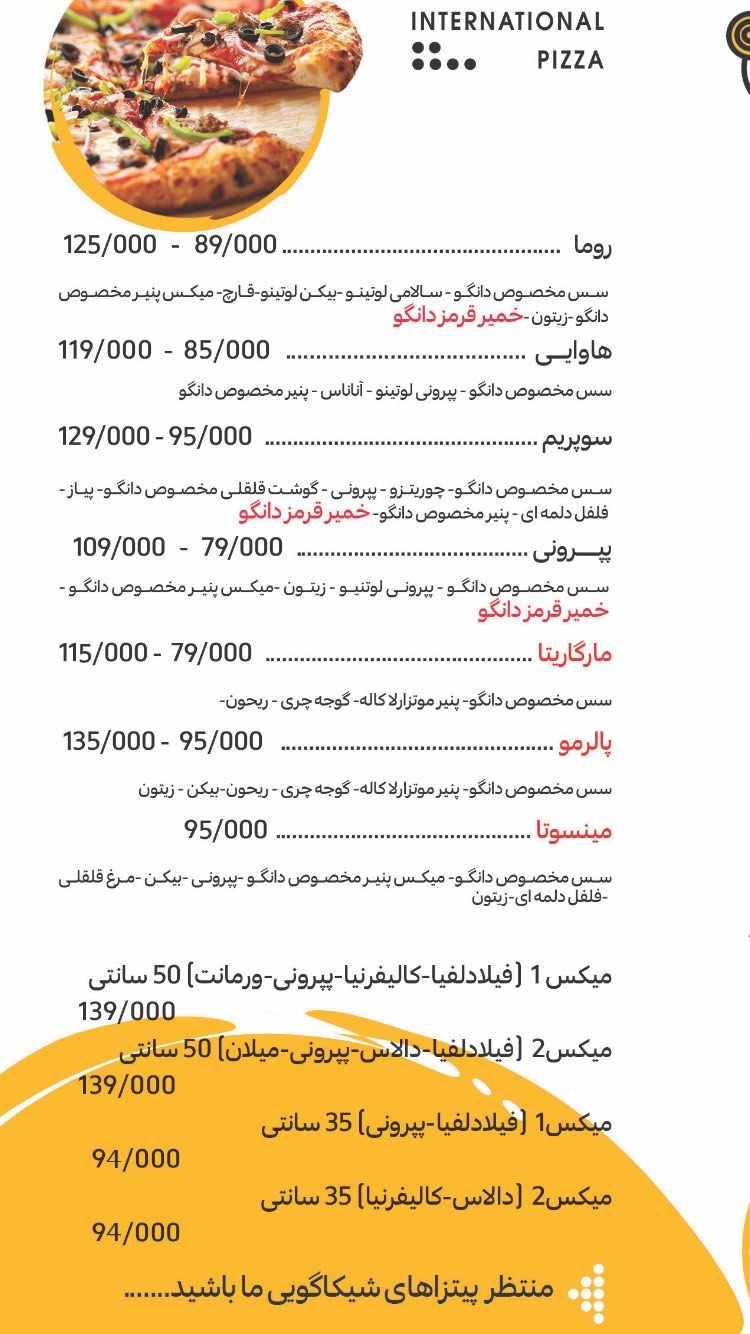 INTERNATIONAL
PIZZA
روما ................................................. 89/000 - 125/000
سس مخصوص دانگو - سالامی لوتینو -بیکن لوتینو-قارچ- میکس پنیر مخصوص
دانگو -زیتون -خمیر قرمز دانگو
هاوایی ........................................... 85/000 - 119/000
سس مخصوص دانگو - پپرونی لوتینو - آناناس - پنیر مخصوص دانگو
سوپریم ................................................ 95/000 - 129/000
سس مخصوص دانگو- چوریتزو - پپرونی - گوشت قلقلی مخصوص دانگو- پیاز -
فلفل دلمه ای - پنیر مخصوص دانگو- خمیر قرمز دانگو
پپرونی ......................................... 79/000 - 109/000
سس مخصوص دانگو - پپرونی لوتنیو - زیتون -میکس پنیر مخصوص دانگو -
خمیر قرمز دانگو
مارگاریتا ............................................... 79/000 - 115/000
سس مخصوص دانگو- پنیر موتزارلا کاله- گوجه چری - ریحون-
پالرمو ................................................ 95/000 - 135/000
سس مخصوص دانگو- پنیر موتزارلا کاله- گوجه چری - ریحون-بیکن - زیتون
مینسوتا ............................................. 95/000
سس مخصوص دانگو- میکس پنیر مخصوص دانگو -پپرونی -بیکن -مرغ قلقلی
-فلفل دلمه ای-زیتون
میکس 1 (فیلادلفیا-کالیفرنیا-پپرونی-ورمانت) 50 سانتی
139/000
میکس2 (فیلادلفیا-دالاس-پپرونی-میلان) 50 سانتی
139/000
میکس1 (فیلادلفیا-پپرونی) 35 سانتی
94/000
میکس2 (دالاس-کالیفرنیا) 35 سانتی
94/000
منتظر پیتزاهای شیکاگویی ما باشید.......